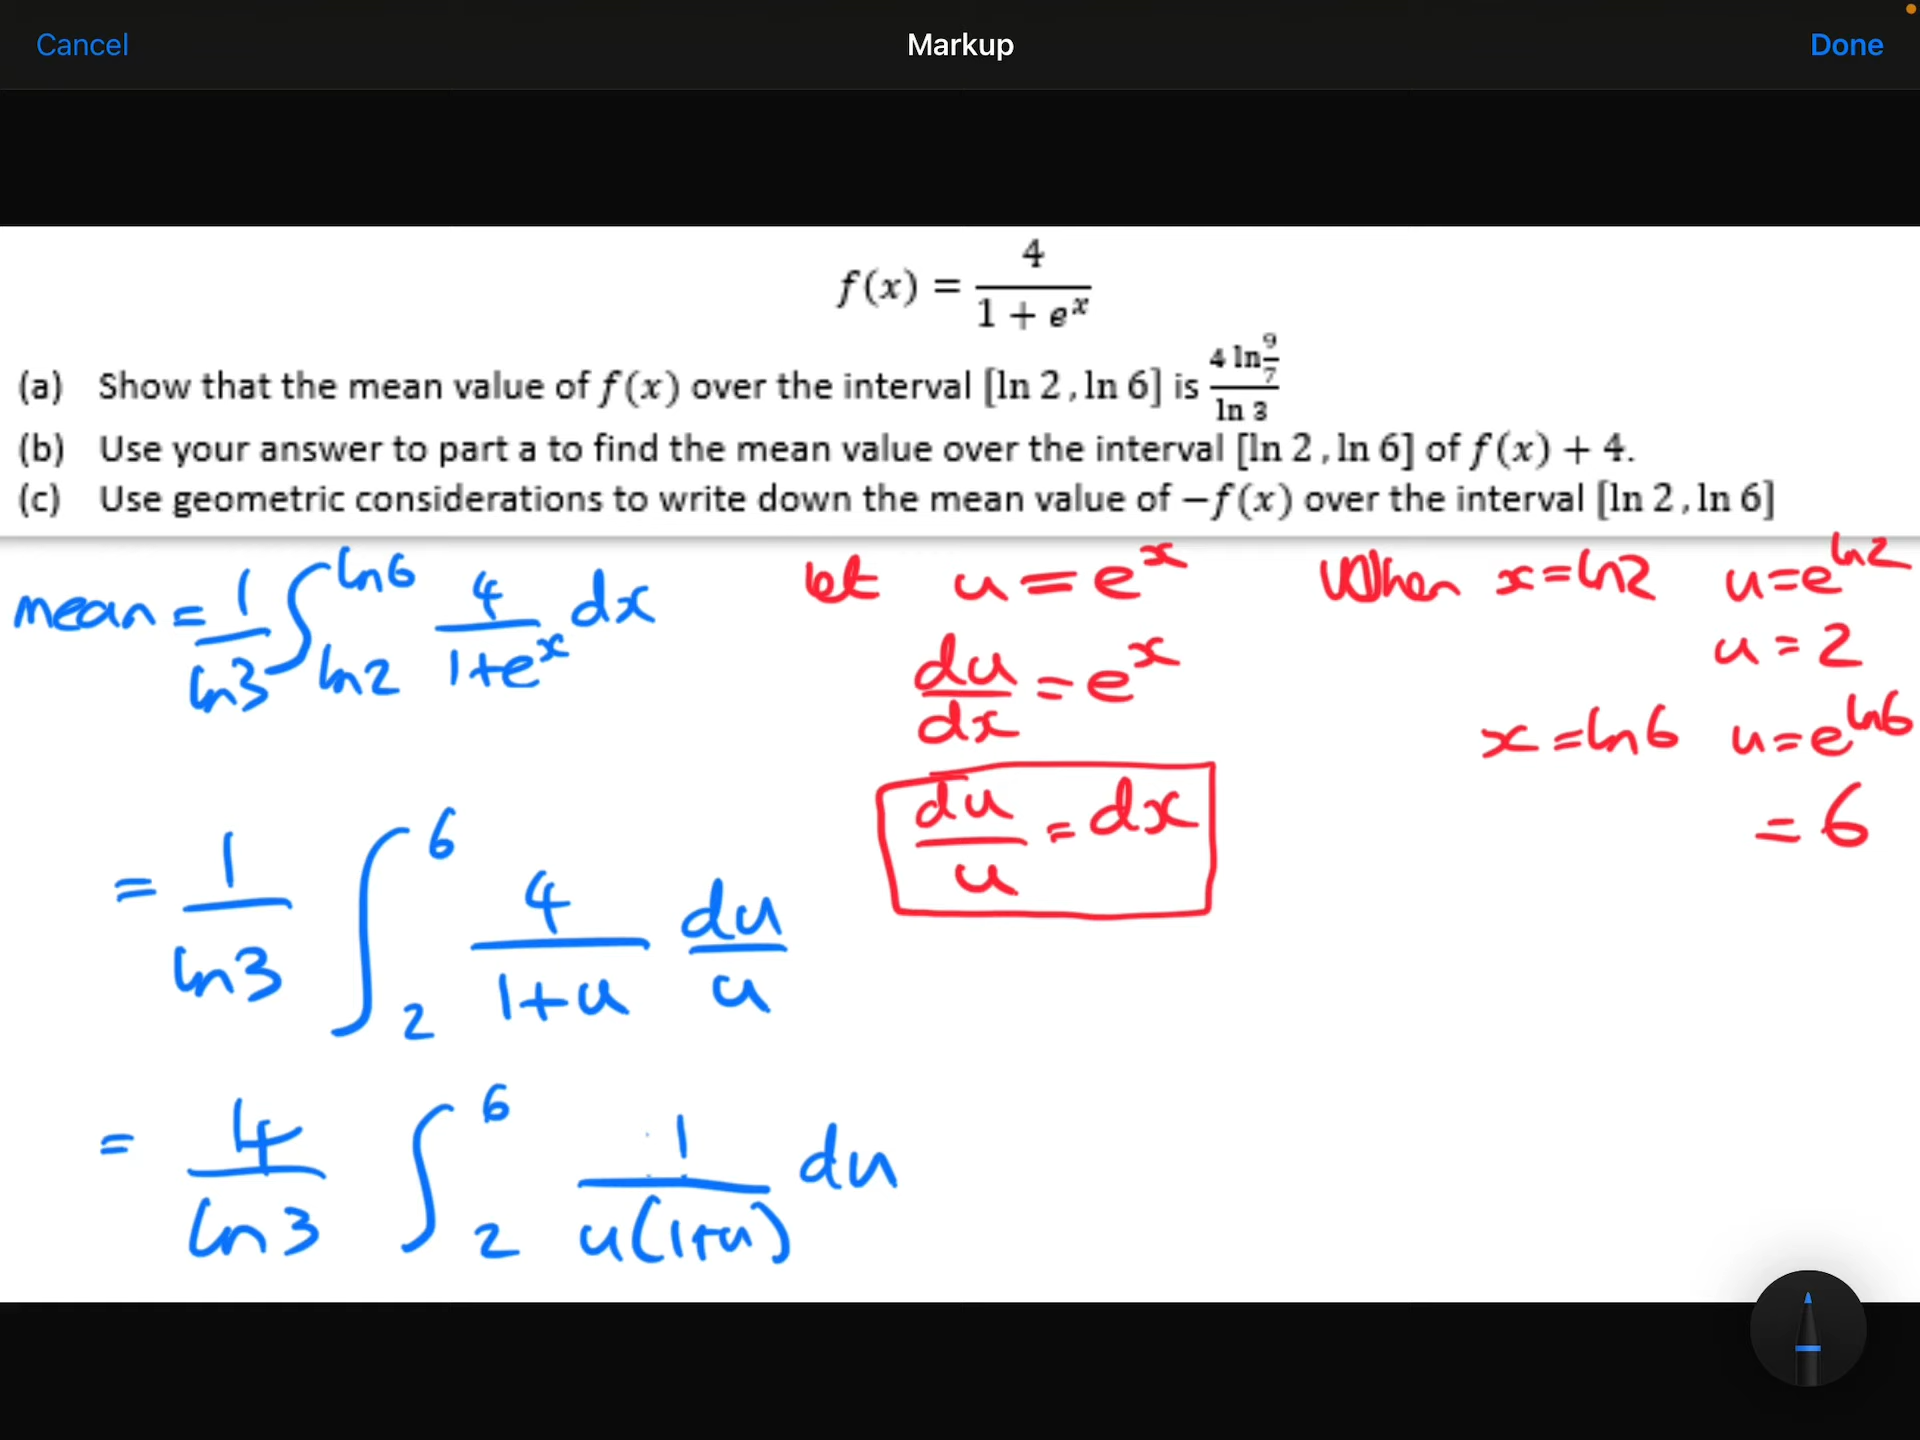 Cancel Markup Done
f(x) = 4/(1 + e^x)
(a) Show that the mean value of f(x) over the interval [ln 2 , ln 6] is (4 ln 9/7)/(ln 3)
(b) Use your answer to part a to find the mean value over the interval [ln 2 , ln 6] of f(x) + 4.
(c) Use geometric considerations to write down the mean value of −f(x) over the interval [ln 2 , ln 6]
mean = 1/ln3 ∫_ln2^ln6 4/(1+e^x) dx
= 1/ln3 ∫_2^6 4/(1+u) du/u
= 4/ln3 ∫_2^6 1/(u(1+u)) du
let u = e^x
du/dx = e^x
du/u = dx
When x=ln2 u=e^ln2
u = 2
x=ln6 u=e^ln6
= 6